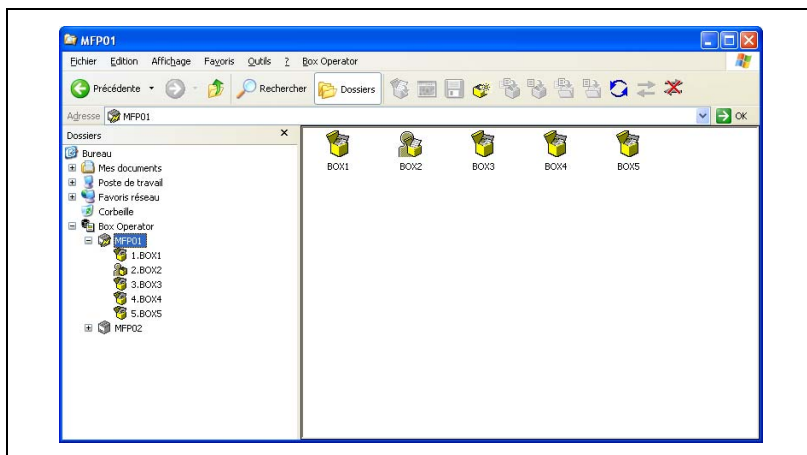 MFP01
Fichier Edition Affichage Favoris Outils ? Box Operator
Précédente Rechercher Dossiers
Adresse MFP01 OK
Dossiers
Bureau
Mes documents
Poste de travail
Favoris réseau
Corbeille
Box Operator
MFP01
1.BOX1
2.BOX2
3.BOX3
4.BOX4
5.BOX5
MFP02
BOX1 BOX2 BOX3 BOX4 BOX5